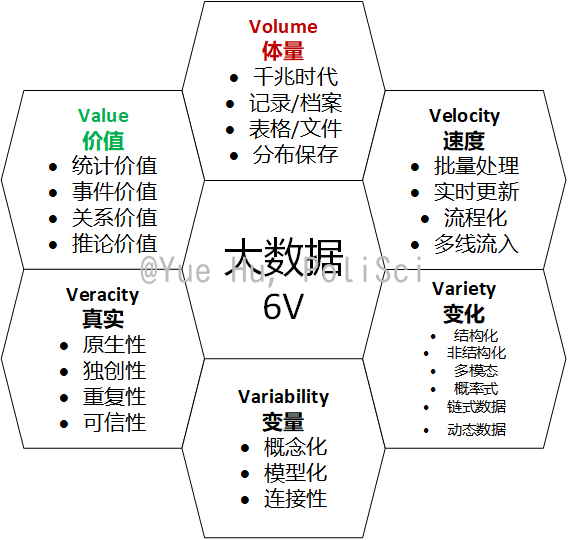 Volume
体量
• 千兆时代
• 记录/档案
• 表格/文件
• 分布保存
Value
价值
• 统计价值
• 事件价值
• 关系价值
• 推论价值
Velocity
速度
• 批量处理
• 实时更新
• 流程化
• 多线流入
大数据
6V
@Yue Hu, PoliSci
Veracity
真实
• 原生性
• 独创性
• 重复性
• 可信性
Variety
变化
• 结构化
• 非结构化
• 多模态
• 概率式
• 链式数据
• 动态数据
Variability
变量
• 概念化
• 模型化
• 连接性